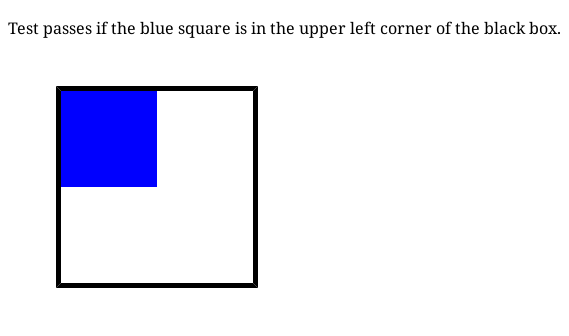 Test passes if the blue square is in the upper left corner of the black box.